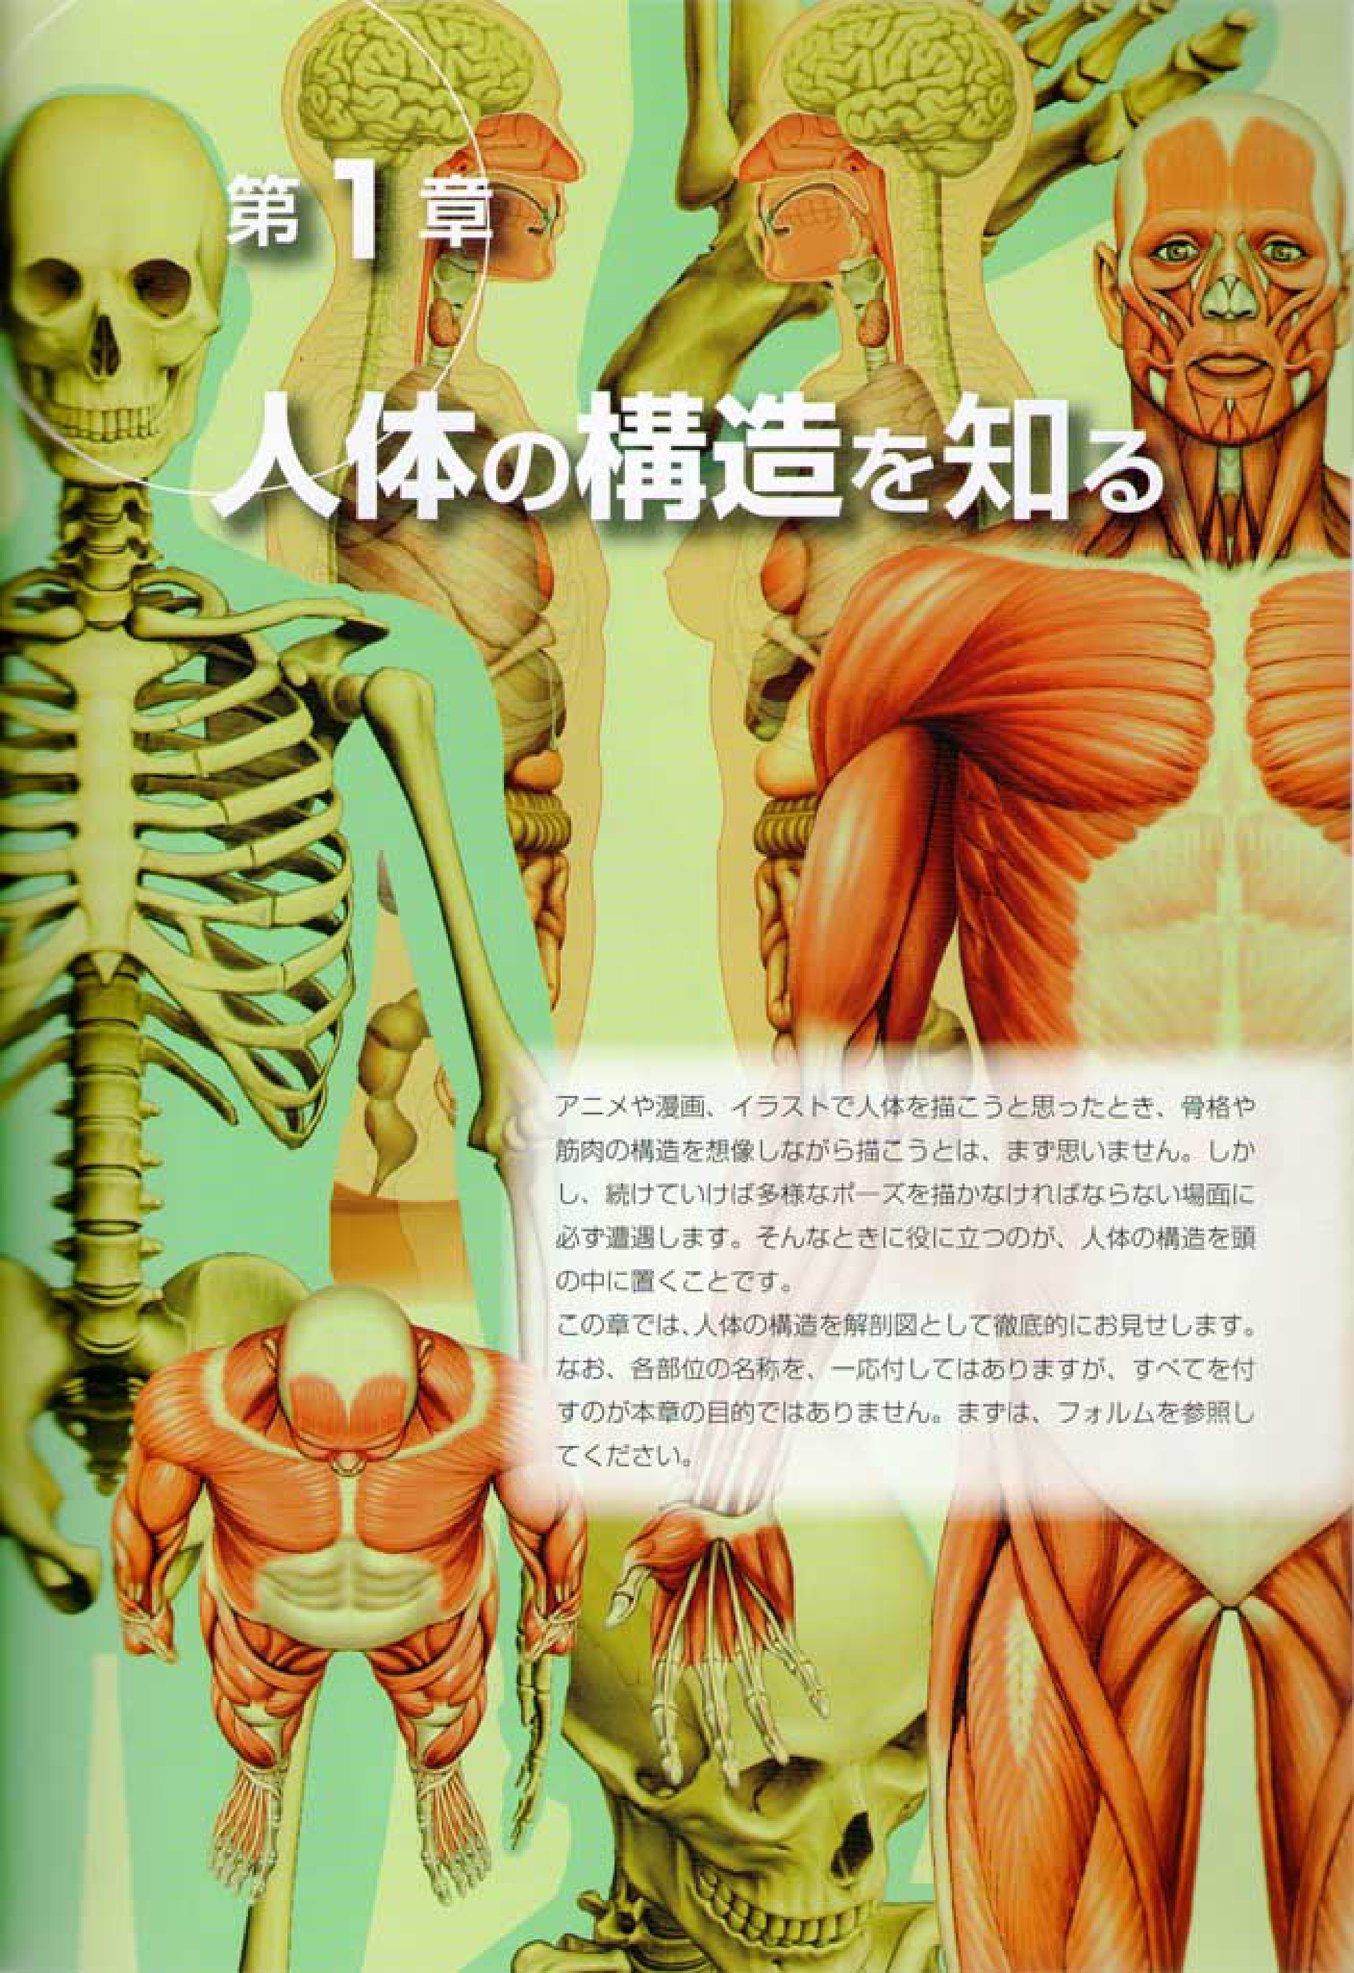 第1章
人体の構造を知る
アニメや漫画、イラストで人体を描こうと思ったとき、骨格や
筋肉の構造を想像しながら描こうとは、まず思いません。しか
し、続けていけば多様なポーズを描かなければならない場面に
必ず遭遇します。そんなときに役に立つのが、人体の構造を頭
の中に置くことです。
この章では、人体の構造を解剖図として徹底的にお見せします。
なお、各部位の名称を、一応付してはありますが、すべてを付
すのが本章の目的ではありません。まずは、フォルムを参照し
てください。